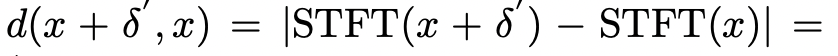 d(x + δ′, x) = |STFT(x + δ′) − STFT(x)| =